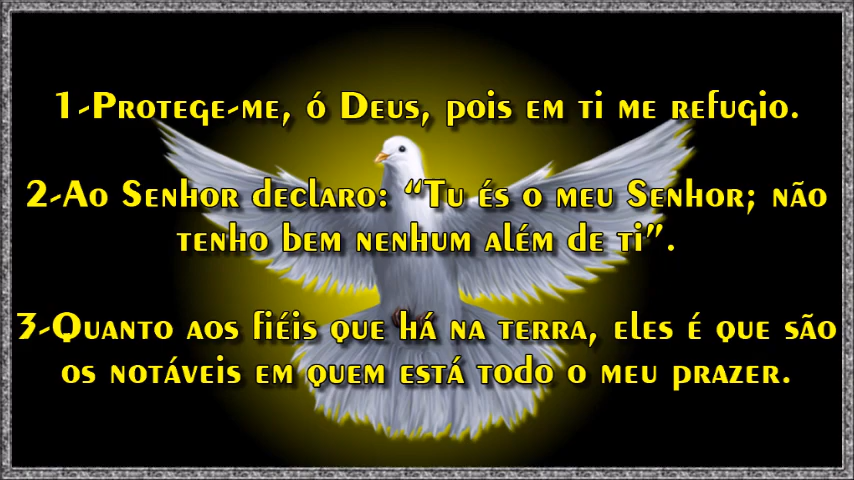 1-Protege-me, ó Deus, pois em ti me refugio.
2-Ao Senhor declaro: “Tu és o meu Senhor; não
tenho bem nenhum além de ti”.
3-Quanto aos fiéis que há na terra, eles é que são
os notáveis em quem está todo o meu prazer.